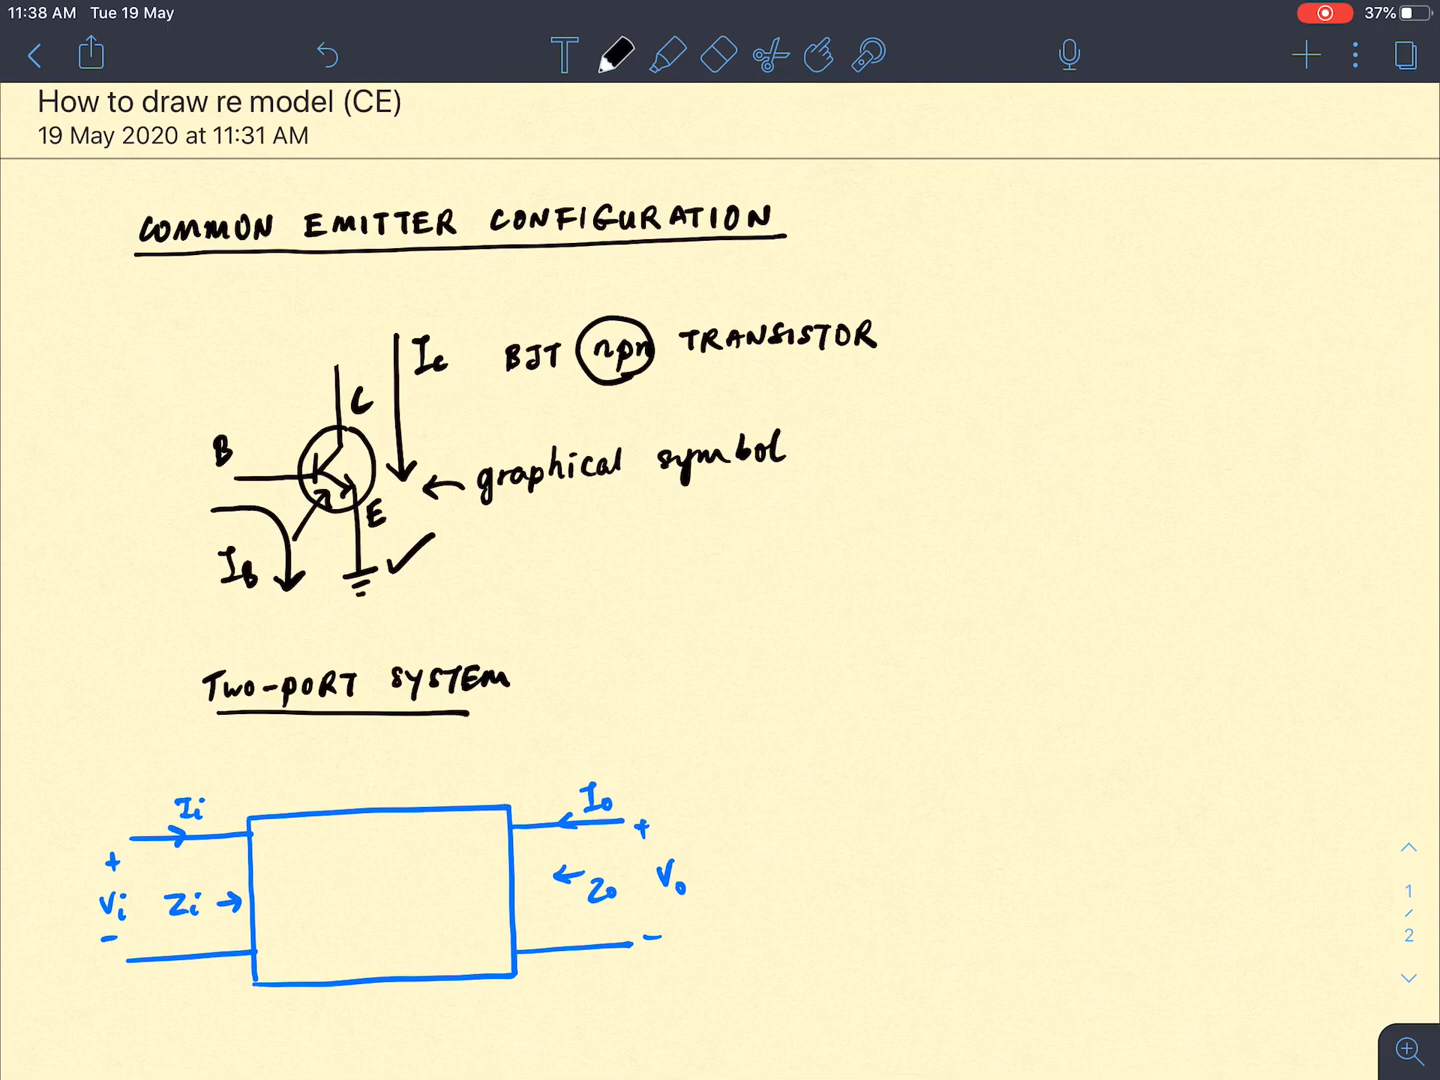 11:38 AM Tue 19 May 37%
T
How to draw re model (CE)
19 May 2020 at 11:31 AM
COMMON EMITTER CONFIGURATION
IC BJT npn TRANSISTOR
C
B
← graphical symbol
E
IB
TWO-PORT SYSTEM
Ii Io
+ +
Vi Zi → ← Zo Vo
- -
1
/
2